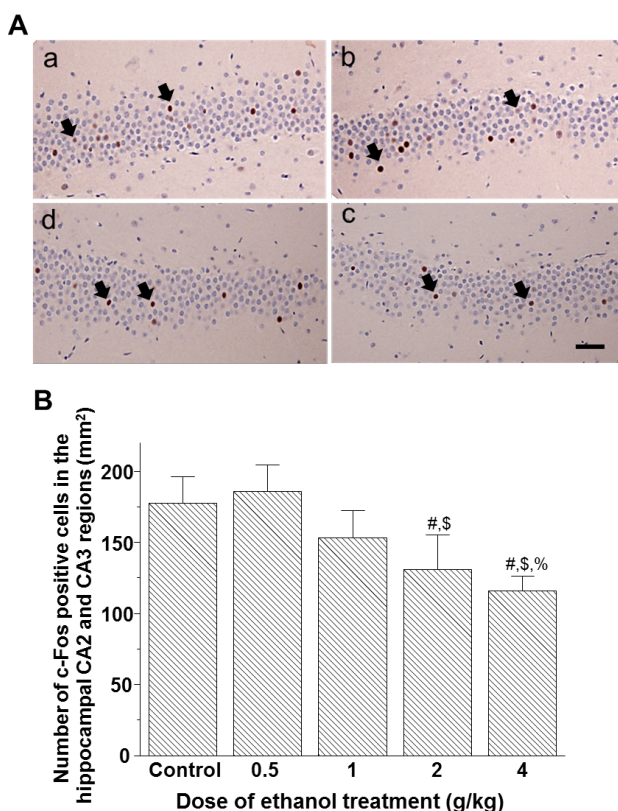 A
a
b
d
c
B
Number of c-Fos positive cells in the
hippocampal CA2 and CA3 regions (mm²)
200
150
100
50
0
#,$
#,$,%
Control 0.5 1 2 4
Dose of ethanol treatment (g/kg)